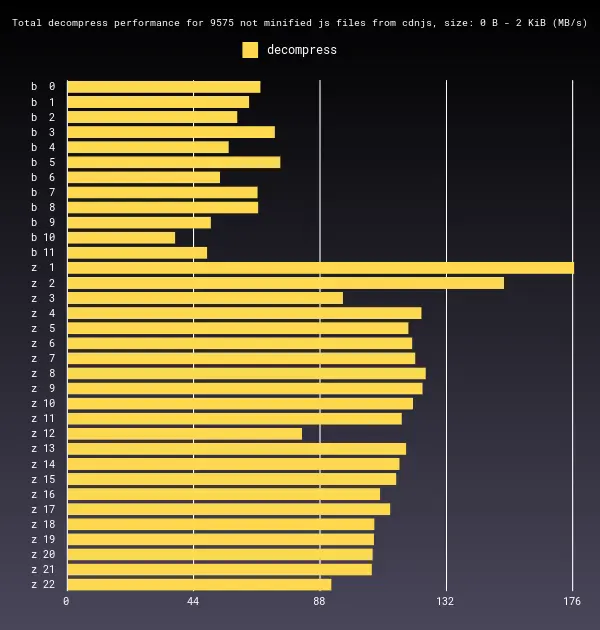 Total decompress performance for 9575 not minified js files from cdnjs, size: 0 B - 2 KiB (MB/s)
decompress
b 0
b 1
b 2
b 3
b 4
b 5
b 6
b 7
b 8
b 9
b 10
b 11
z 1
z 2
z 3
z 4
z 5
z 6
z 7
z 8
z 9
z 10
z 11
z 12
z 13
z 14
z 15
z 16
z 17
z 18
z 19
z 20
z 21
z 22
0 44 88 132 176